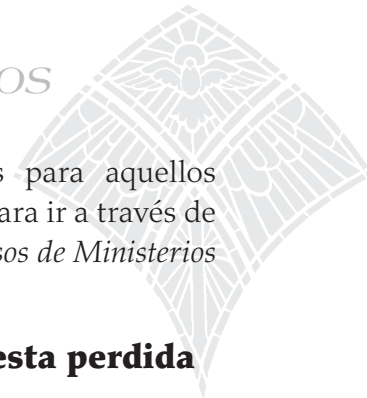 os
para aquellos
ara ir a través de
sos de Ministerios
esta perdida